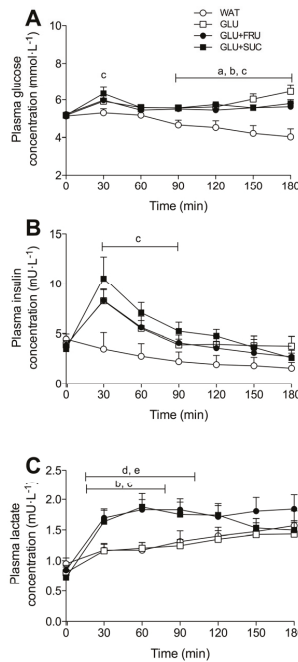 WAT
GLU
GLU+FRU
GLU+SUC
A
Plasma glucose
concentration (mmol·L⁻¹)
8
6
4
2
c
a, b, c
0 30 60 90 120 150 180
Time (min)
B
Plasma insulin
concentration (mU·L⁻¹)
15
10
5
0
c
0 30 60 90 120 150 180
Time (min)
C
Plasma lactate
concentration (mU·L⁻¹)
2.5
2.0
1.5
1.0
0.5
0.0
d, e
b, c
0 30 60 90 120 150 180
Time (min)